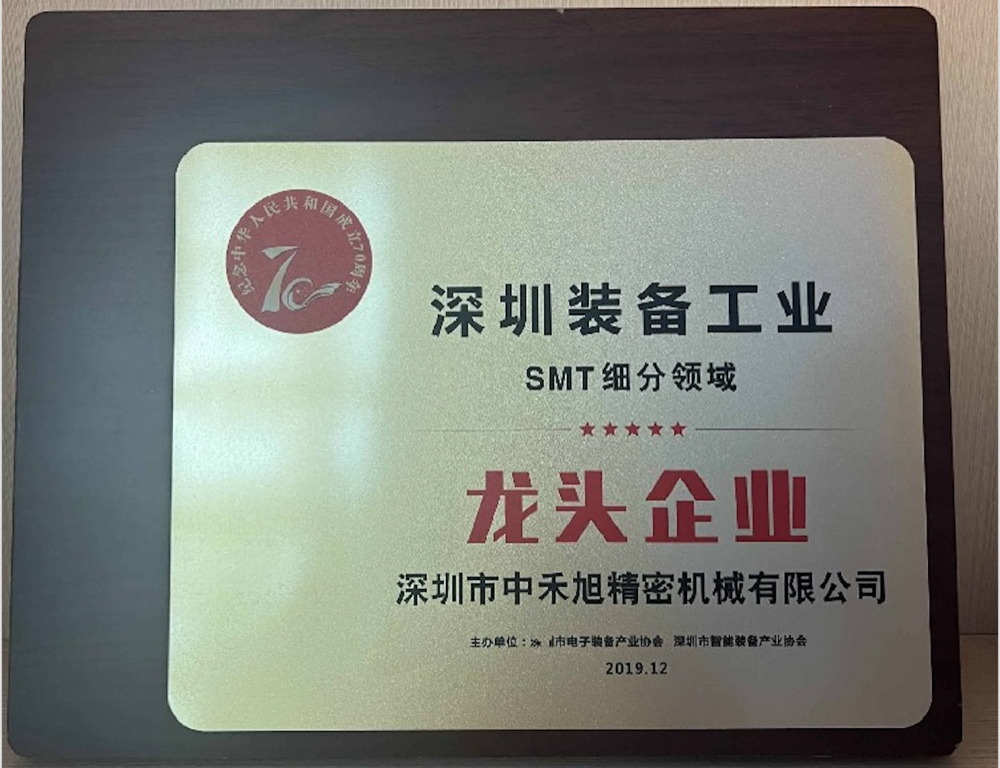 纪念中华人民共和国成立70周年
70
深圳装备工业
SMT细分领域
★★★★★
龙头企业
深圳市中禾旭精密机械有限公司
主办单位：深圳市电子装备产业协会 深圳市智能装备产业协会
2019.12